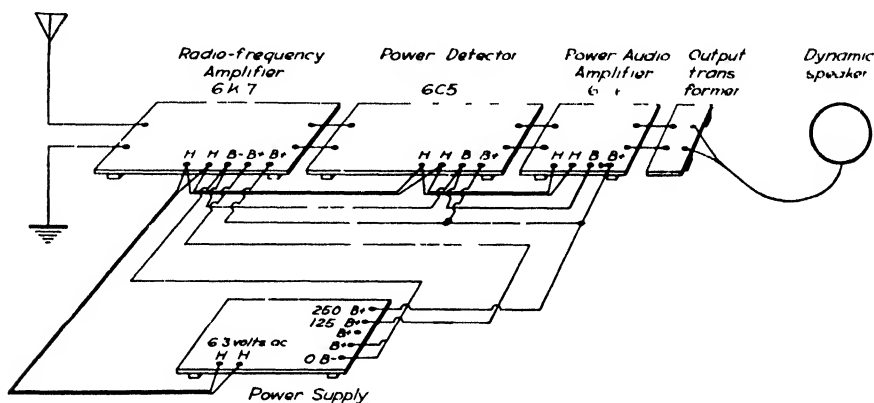 Radio-frequency
Amplifier
6K7
Power Detector
6C5
Power Audio
Amplifier
Output
trans
former
Dynamic
speaker
H H B- B+ B+
H H B B+
H H B B+
250 B+
125 B+
B+
B+
0 B-
6 3 volts ac
H H
Power Supply